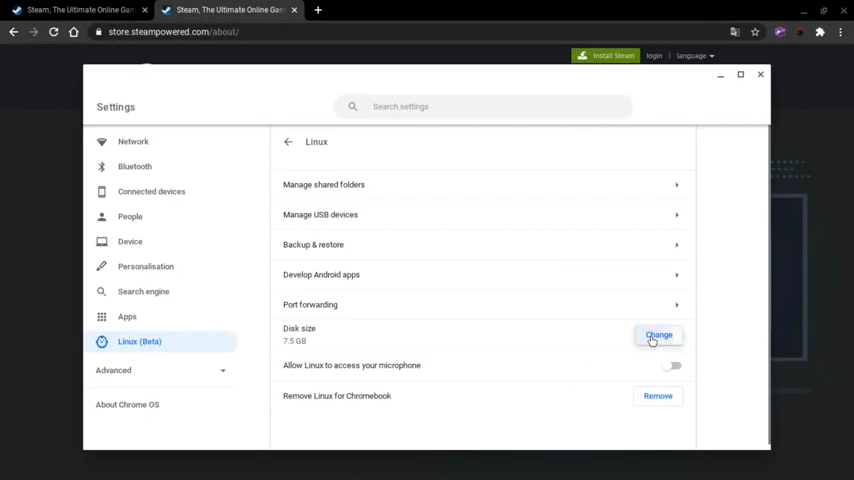 Steam, The Ultimate Online Gam
Steam, The Ultimate Online Gam
store.steampowered.com/about/
Install Steam
login
language
Settings
Search settings
Network
Bluetooth
Connected devices
People
Device
Personalisation
Search engine
Apps
Linux (Beta)
Advanced
About Chrome OS
Linux
Manage shared folders
Manage USB devices
Backup & restore
Develop Android apps
Port forwarding
Disk size
7.5 GB
Change
Allow Linux to access your microphone
Remove Linux for Chromebook
Remove